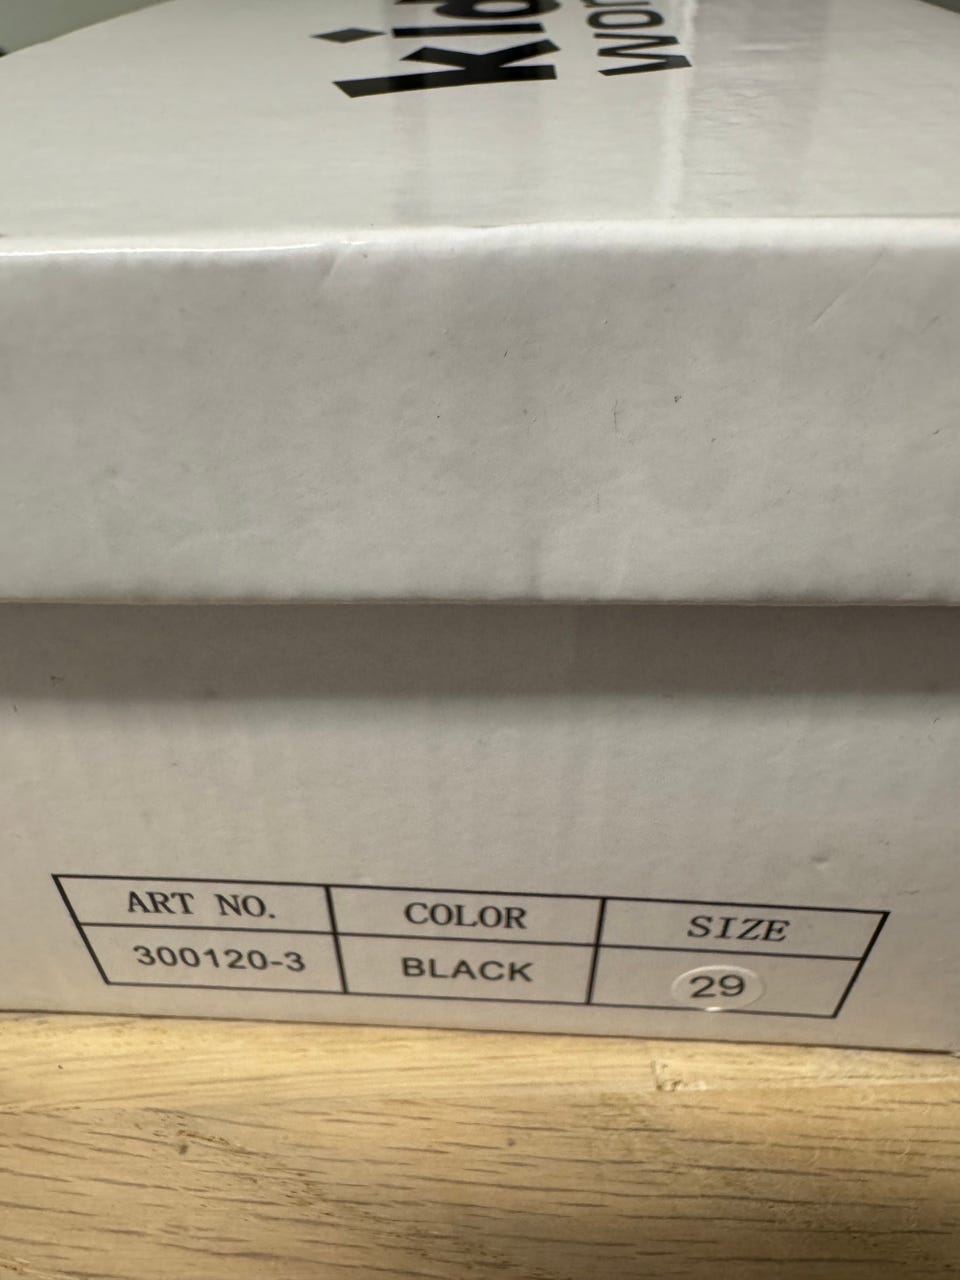 ART NO. COLOR SIZE
300120-3 BLACK 29